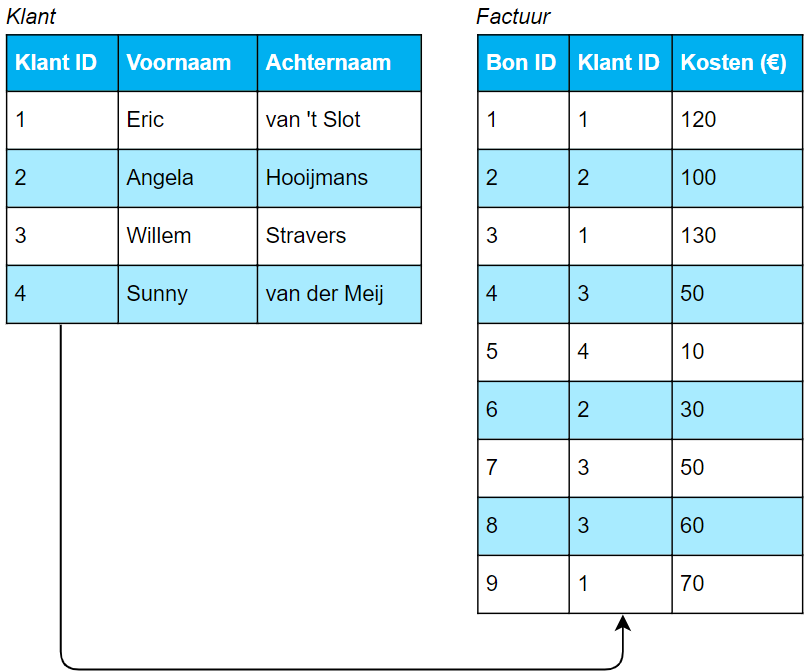 Klant
Klant ID Voornaam Achternaam
1 Eric van 't Slot
2 Angela Hooijmans
3 Willem Stravers
4 Sunny van der Meij
Factuur
Bon ID Klant ID Kosten (€)
1 1 120
2 2 100
3 1 130
4 3 50
5 4 10
6 2 30
7 3 50
8 3 60
9 1 70